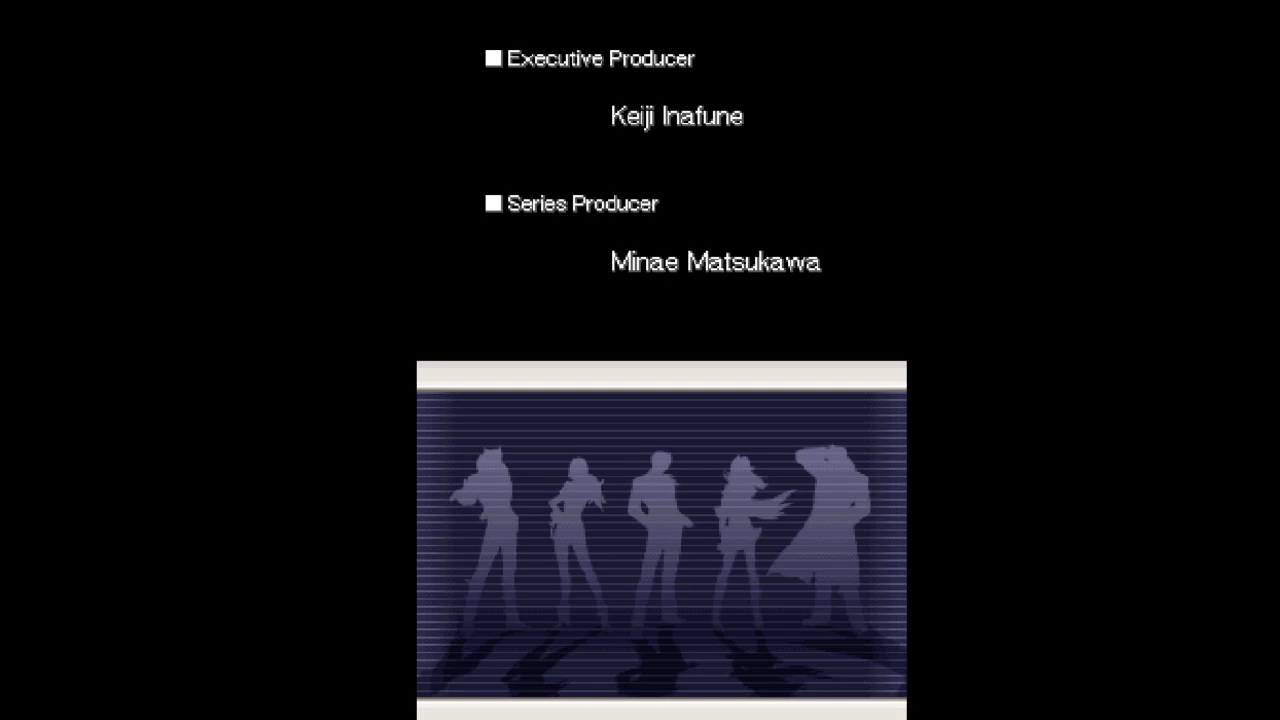 ■Executive Producer
Keiji Inafune
■Series Producer
Minae Matsukawa